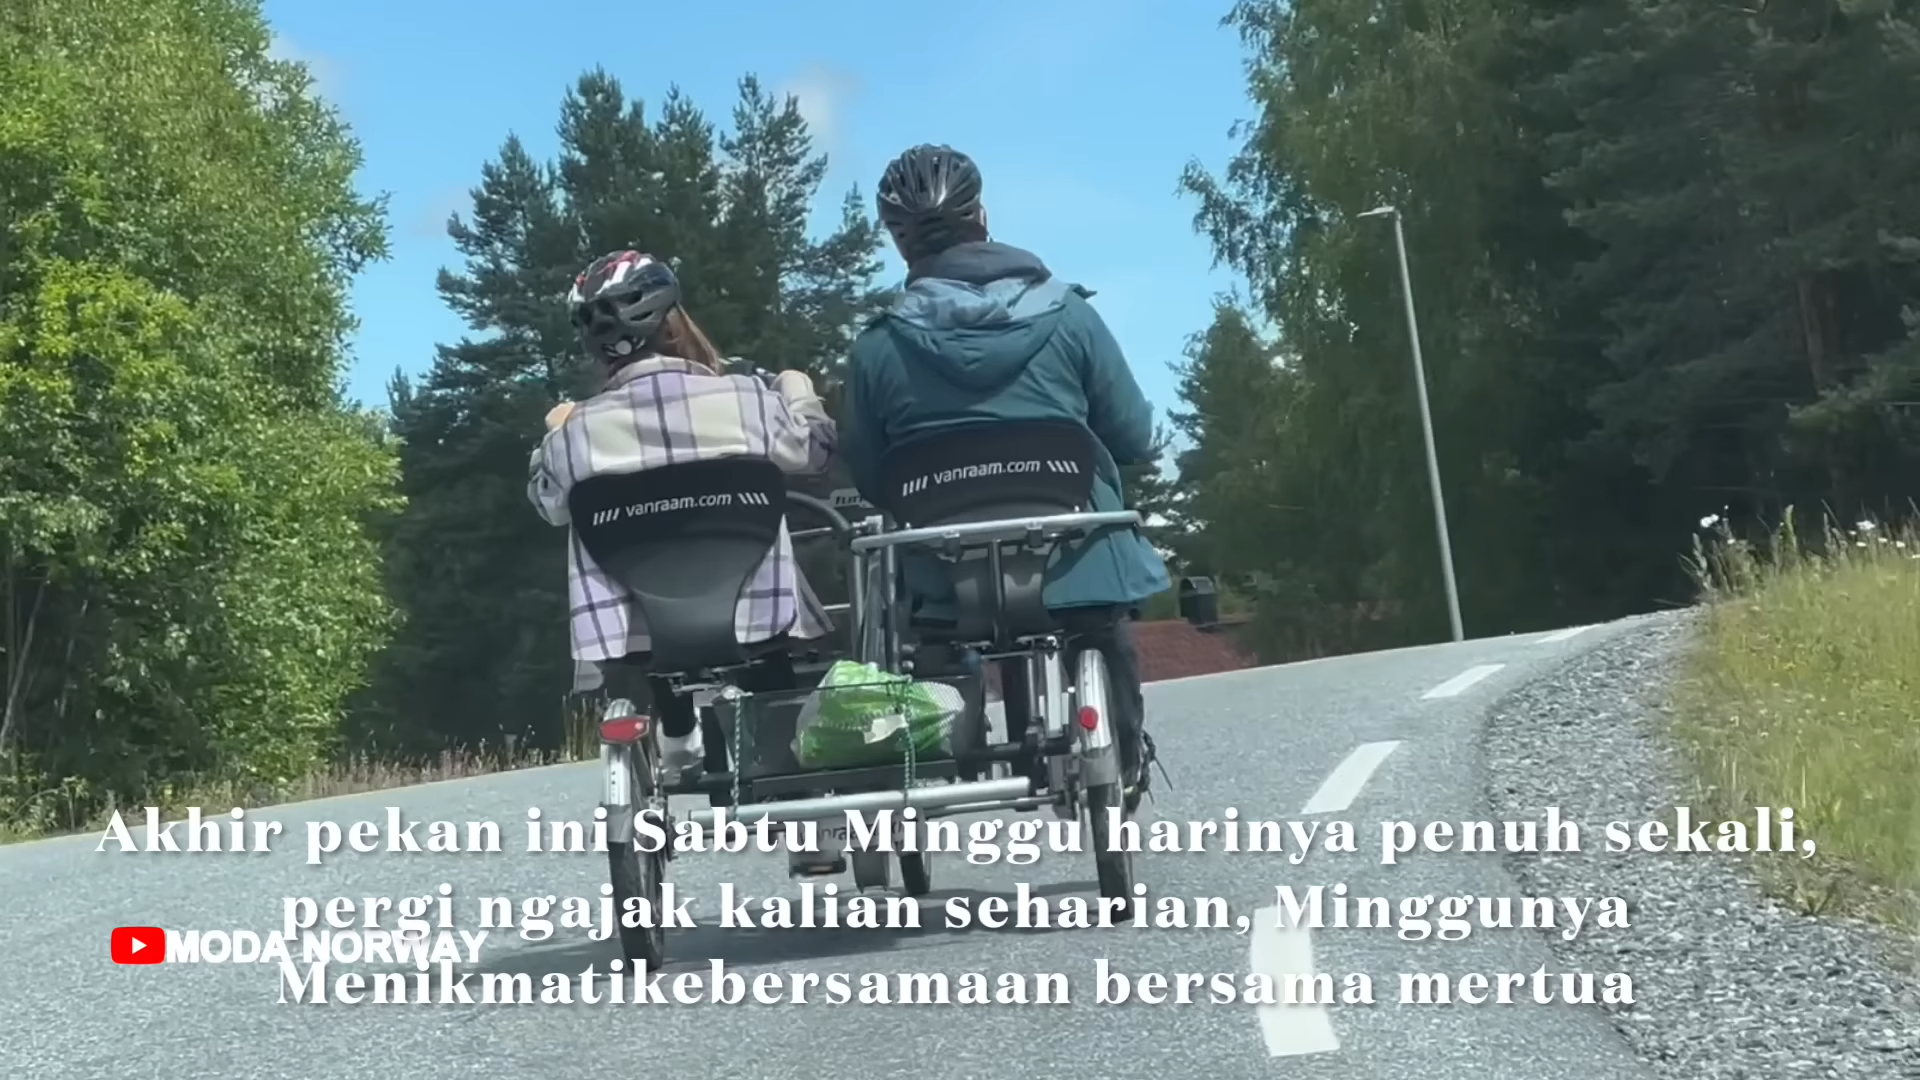 vanraam.com
vanraam.com
Akhir pekan ini Sabtu Minggu harinya penuh sekali,
pergi ngajak kalian seharian, Minggunya
MODA NORWAY
Menikmatikebersamaan bersama mertua